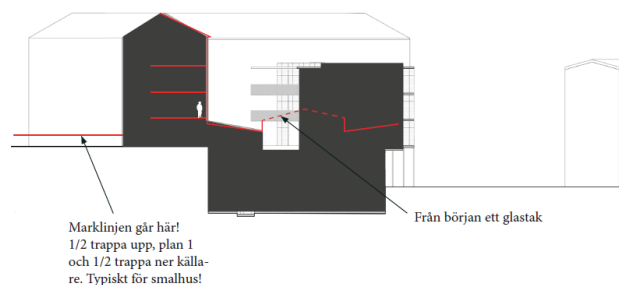 Från början ett glastak
Marklinjen går här!
1/2 trappa upp, plan 1
och 1/2 trappa ner källa-
re. Typiskt för smalhus!